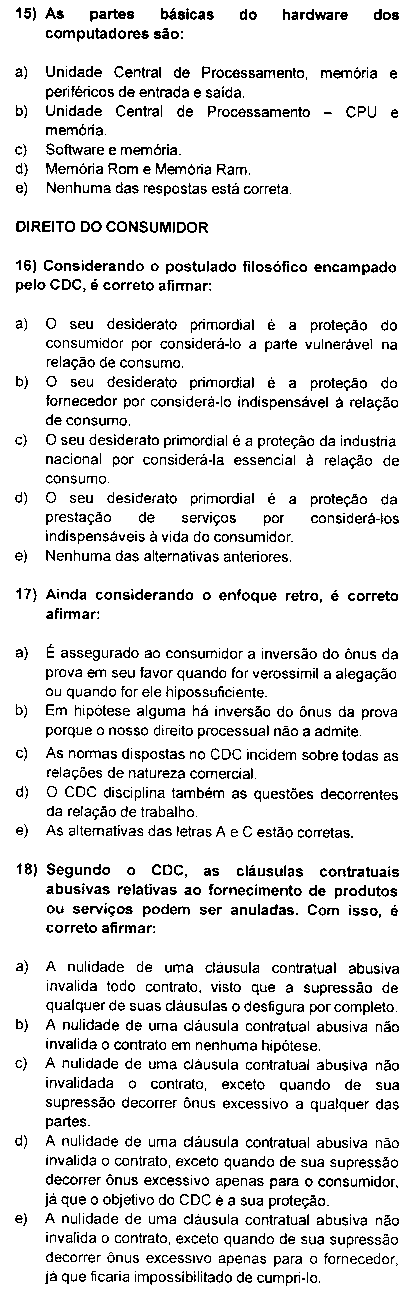 15) As partes básicas do hardware dos
computadores são:
a) Unidade Central de Processamento, memória e
periféricos de entrada e saída.
b) Unidade Central de Processamento – CPU e
memória.
c) Software e memória.
d) Memória Rom e Memória Ram.
e) Nenhuma das respostas está correta.
DIREITO DO CONSUMIDOR
16) Considerando o postulado filosófico encampado
pelo CDC, é correto afirmar:
a) O seu desiderato primordial é a proteção do
consumidor por considerá-lo a parte vulnerável na
relação de consumo.
b) O seu desiderato primordial é a proteção do
fornecedor por considerá-lo indispensável à relação
de consumo.
c) O seu desiderato primordial é a proteção da industria
nacional por considerá-la essencial à relação de
consumo.
d) O seu desiderato primordial é a proteção da
prestação de serviços por considerá-los
indispensáveis à vida do consumidor.
e) Nenhuma das alternativas anteriores.
17) Ainda considerando o enfoque retro, é correto
afirmar:
a) É assegurado ao consumidor a inversão do ônus da
prova em seu favor quando for verossímil a alegação
ou quando for ele hipossuficiente.
b) Em hipótese alguma há inversão do ônus da prova
porque o nosso direito processual não a admite.
c) As normas dispostas no CDC incidem sobre todas as
relações de natureza comercial.
d) O CDC disciplina também as questões decorrentes
da relação de trabalho.
e) As alternativas das letras A e C estão corretas.
18) Segundo o CDC, as cláusulas contratuais
abusivas relativas ao fornecimento de produtos
ou serviços podem ser anuladas. Com isso, é
correto afirmar:
a) A nulidade de uma cláusula contratual abusiva
invalida todo contrato, visto que a supressão de
qualquer de suas cláusulas o desfigura por completo.
b) A nulidade de uma cláusula contratual abusiva não
invalida o contrato em nenhuma hipótese.
c) A nulidade de uma cláusula contratual abusiva não
invalidada o contrato, exceto quando de sua
supressão decorrer ônus excessivo a qualquer das
partes.
d) A nulidade de uma cláusula contratual abusiva não
invalida o contrato, exceto quando de sua supressão
decorrer ônus excessivo apenas para o consumidor,
já que o objetivo do CDC é a sua proteção.
e) A nulidade de uma cláusula contratual abusiva não
invalida o contrato, exceto quando de sua supressão
decorrer ônus excessivo apenas para o fornecedor,
já que ficaria impossibilitado de cumpri-lo.